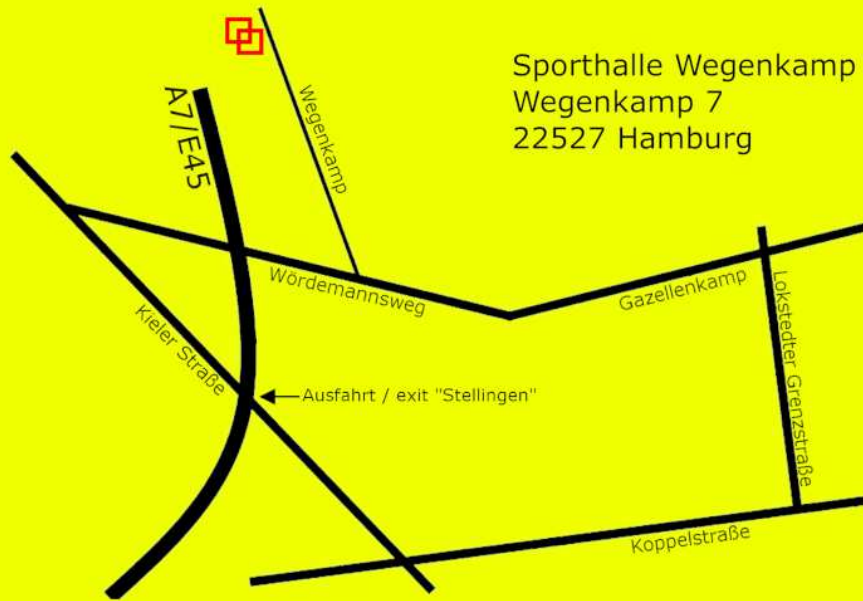 Sporthalle Wegenkamp
Wegenkamp 7
22527 Hamburg
A7/E45
Wegenkamp
Wördemannsweg
Gazellenkamp
Lokstedter Grenzstraße
Kieler Straße
Ausfahrt / exit "Stellingen"
Koppelstraße